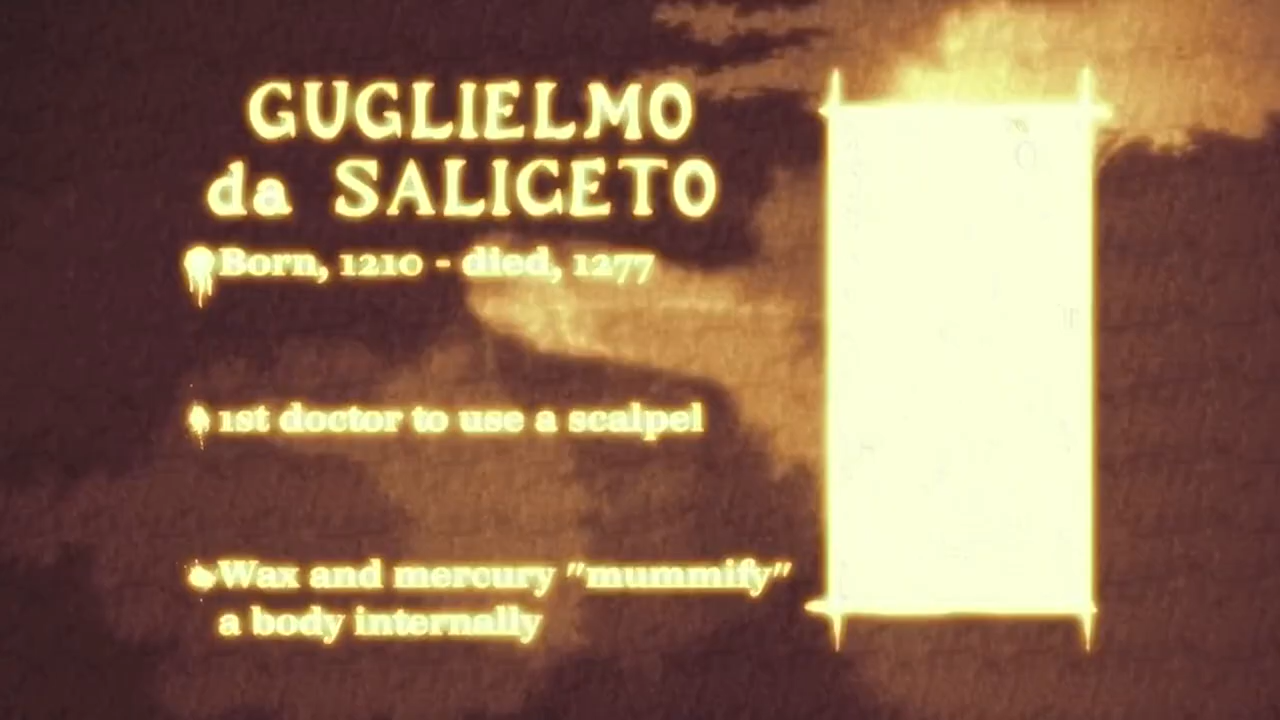 GUGLIELMO
da SALICETO
Born, 1210 - died, 1277
1st doctor to use a scalpel
Wax and mercury "mummify"
a body internally